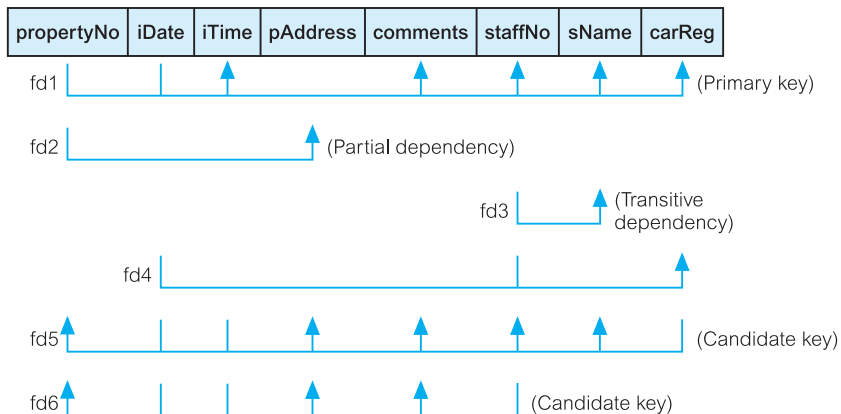 propertyNo iDate iTime pAddress comments staffNo sName carReg
fd1 (Primary key)
fd2 (Partial dependency)
fd3 (Transitive
dependency)
fd4
fd5 (Candidate key)
fd6 (Candidate key)